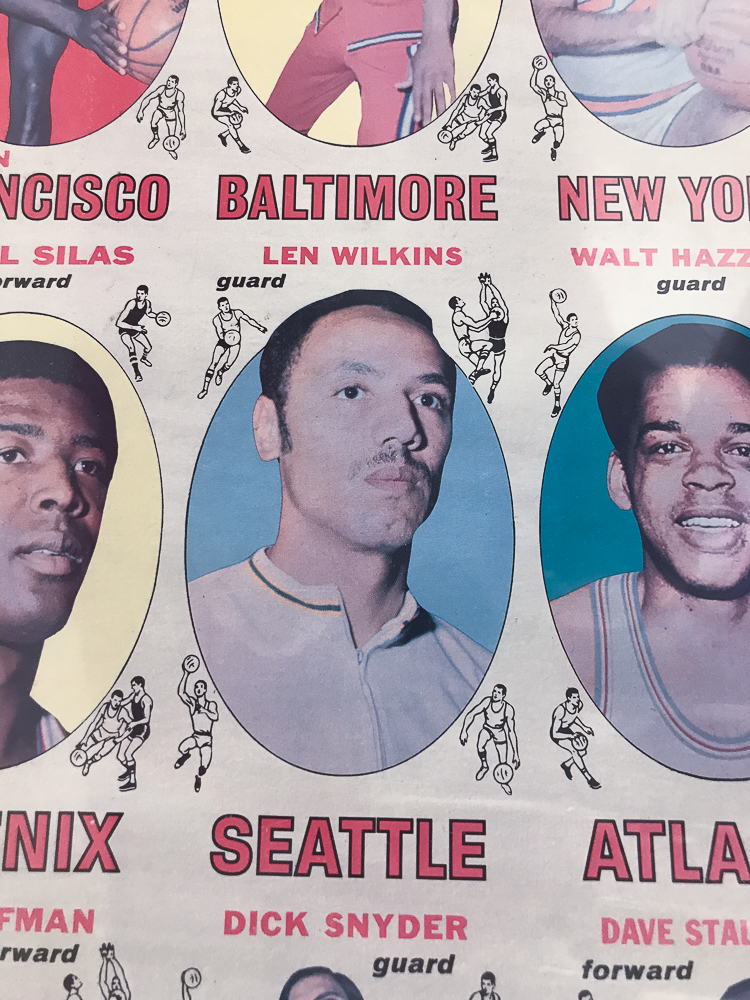 N
NCISCO BALTIMORE NEW YO
L SILAS LEN WILKINS WALT HAZZ
rward guard guard
NIX SEATTLE ATLA
FMAN DICK SNYDER DAVE STAL
rward guard forward